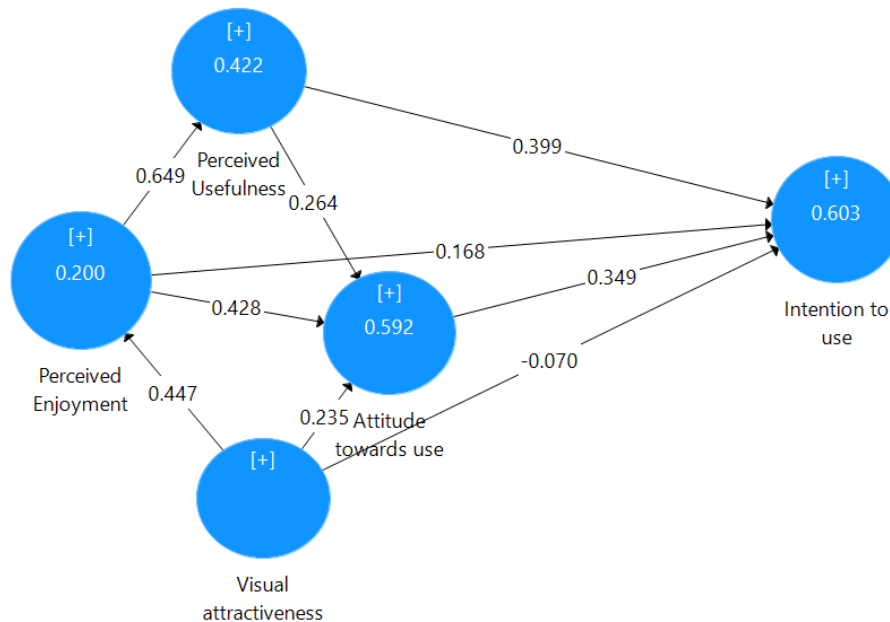 [+]
0.422
Perceived
Usefulness
0.399
0.649
0.264
[+]
0.603
Intention to
use
[+]
0.200
Perceived
Enjoyment
0.168
0.428
[+]
0.592
Attitude
towards use
0.349
-0.070
0.447
0.235
[+]
Visual
attractiveness